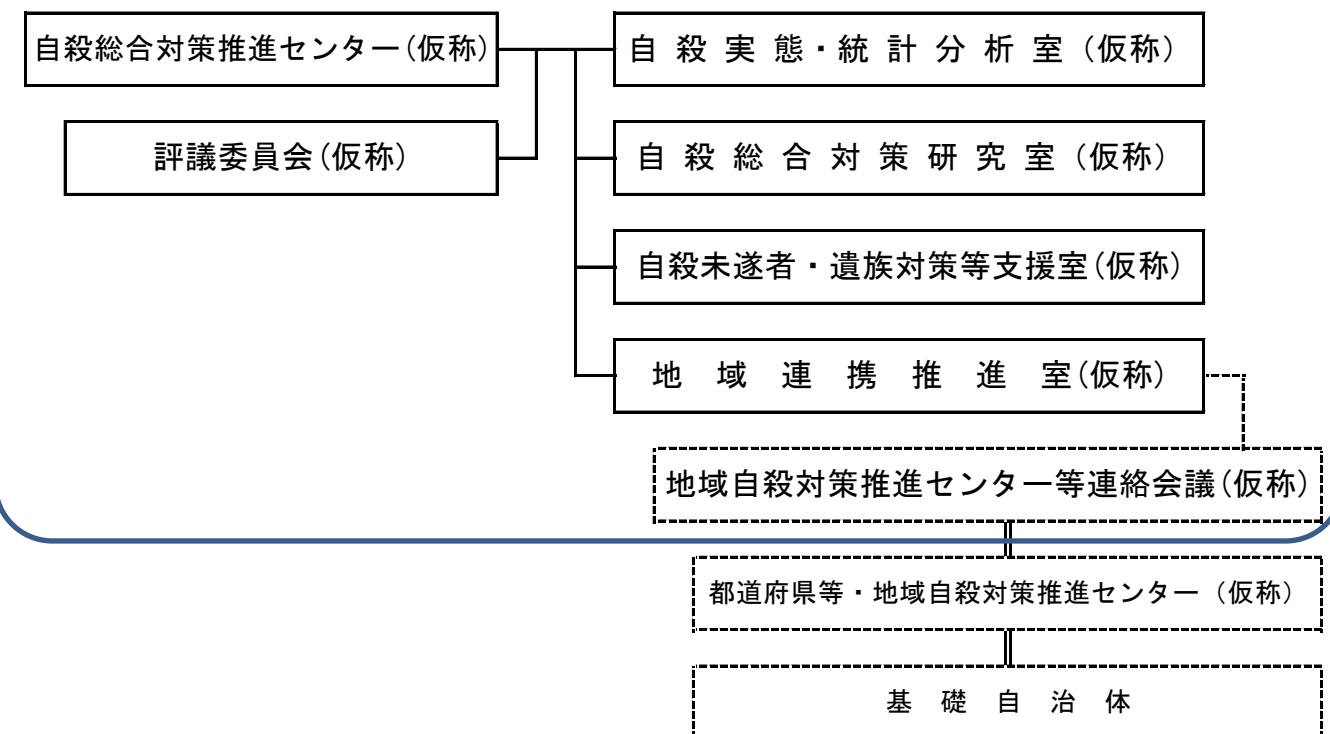 自殺総合対策推進センター(仮称)
自殺実態・統計分析室(仮称)
評議委員会(仮称)
自殺総合対策研究室(仮称)
自殺未遂者・遺族対策等支援室(仮称)
地域連携推進室(仮称)
地域自殺対策推進センター等連絡会議(仮称)
都道府県等・地域自殺対策推進センター(仮称)
基礎自治体